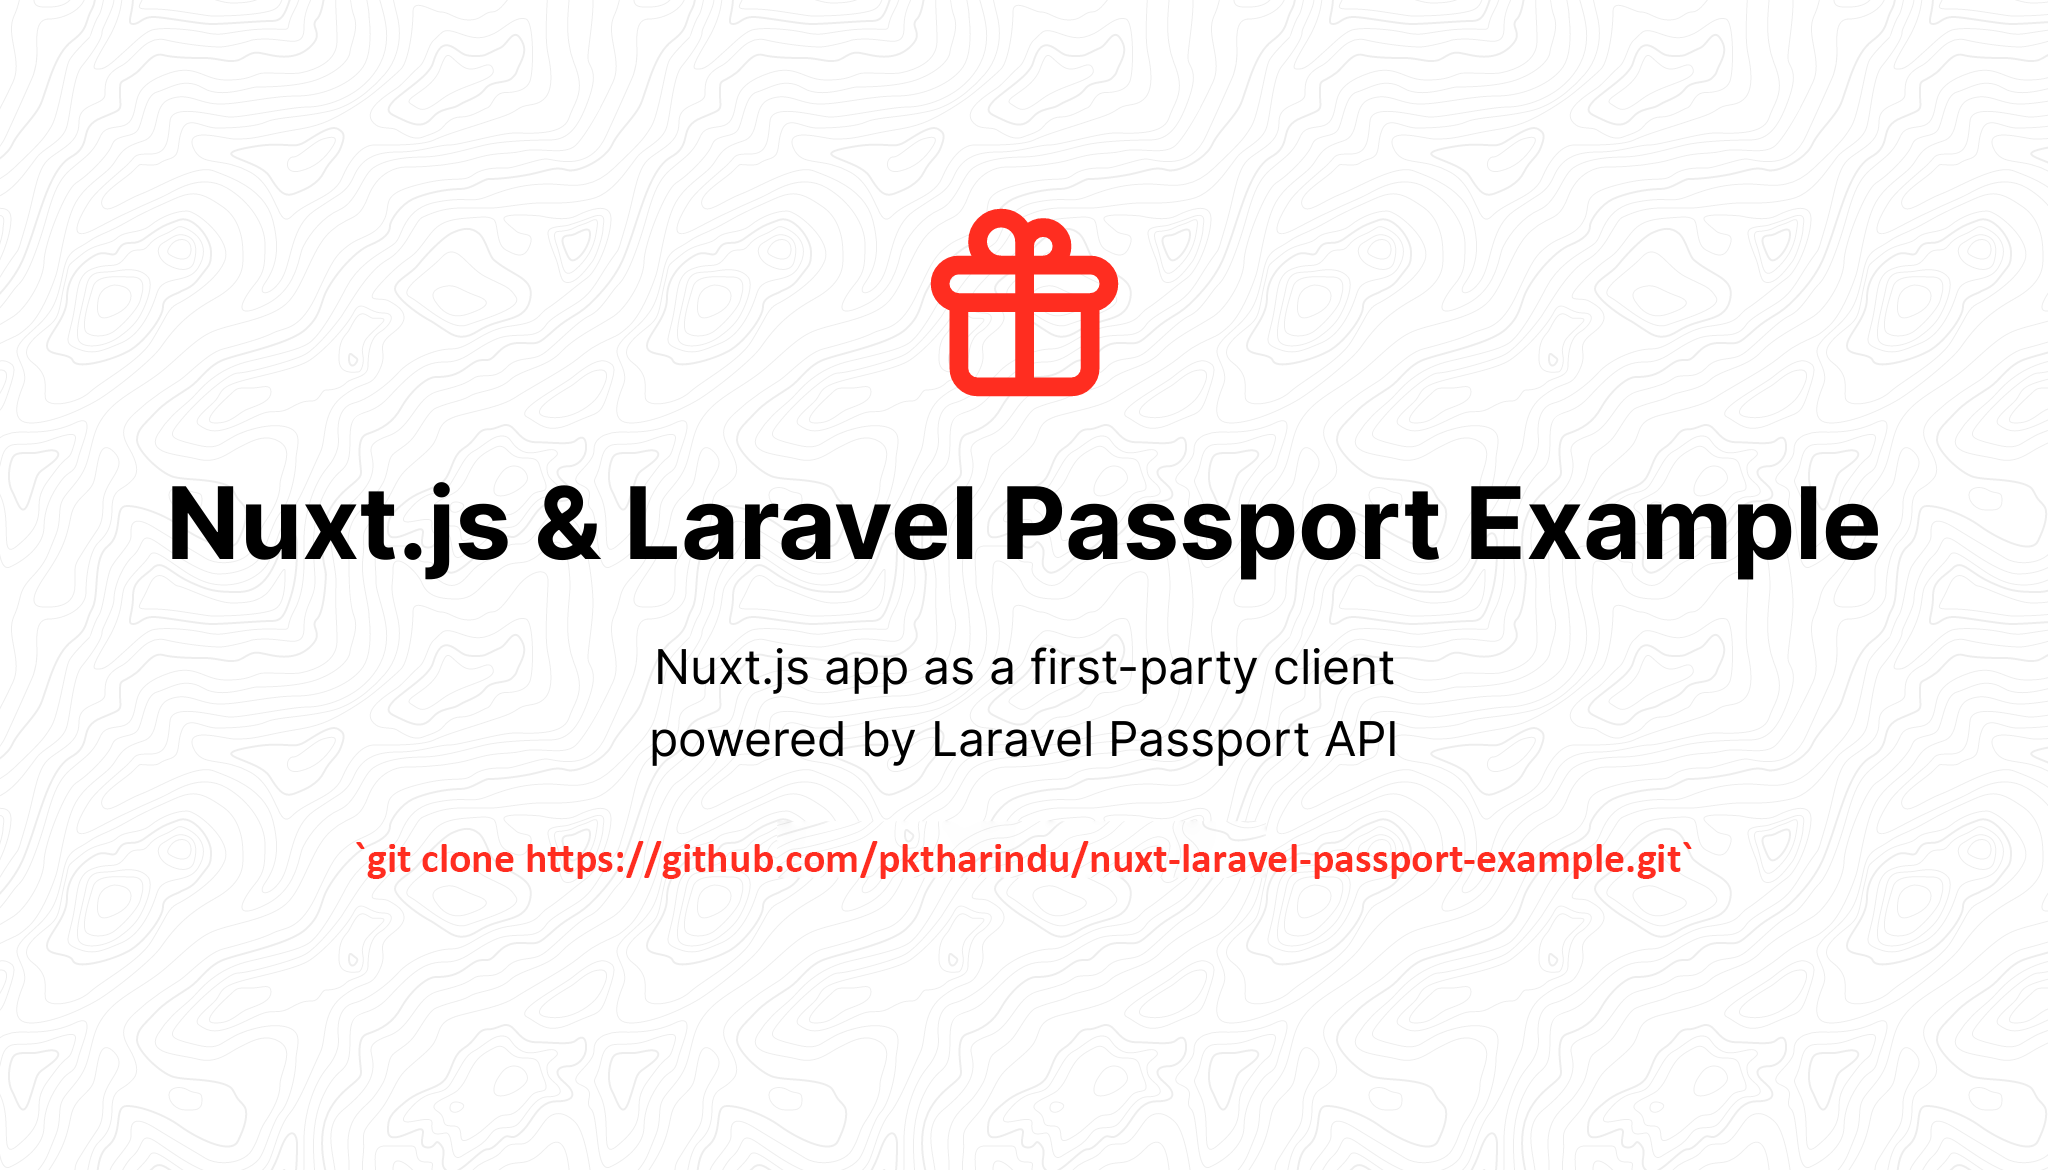 Nuxt.js & Laravel Passport Example
Nuxt.js app as a first-party client
powered by Laravel Passport API
`git clone https://github.com/pktharindu/nuxt-laravel-passport-example.git`